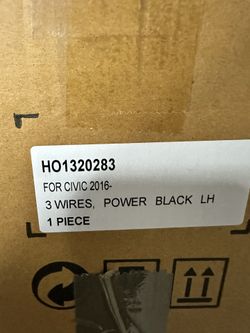 HO1320283
FOR CIVIC 2016-
3 WIRES, POWER BLACK LH
1 PIECE